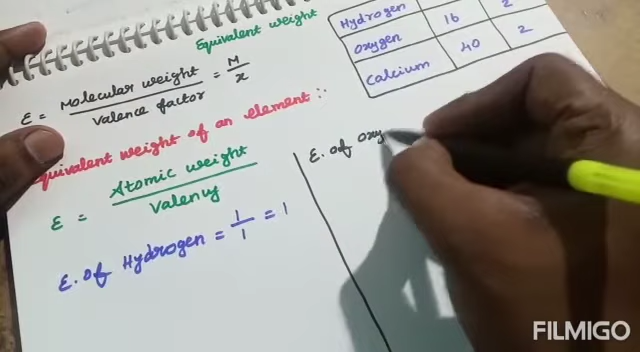 Equivalent weight
Hydrogen
Oxygen 16 2
Calcium 40 2
E = Molecular weight / Valence factor = M / x
Equivalent weight of an element :-
E = Atomic weight / Valency
E. of Hydrogen = 1 / 1 = 1
E. of Oxy
FILMIGO